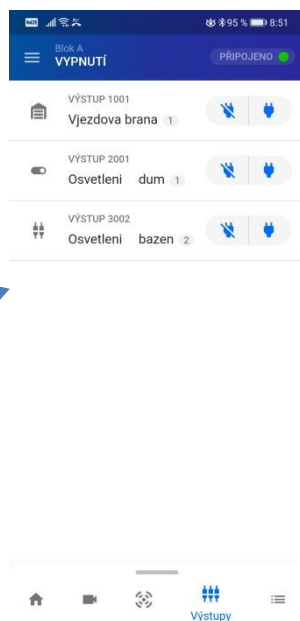 95 % 8:51
Blok A
VYPNUTÍ
PŘIPOJENO
VÝSTUP 1001
Vjezdova brana 1
VÝSTUP 2001
Osvetleni dum 1
VÝSTUP 3002
Osvetleni bazen 2
Výstupy